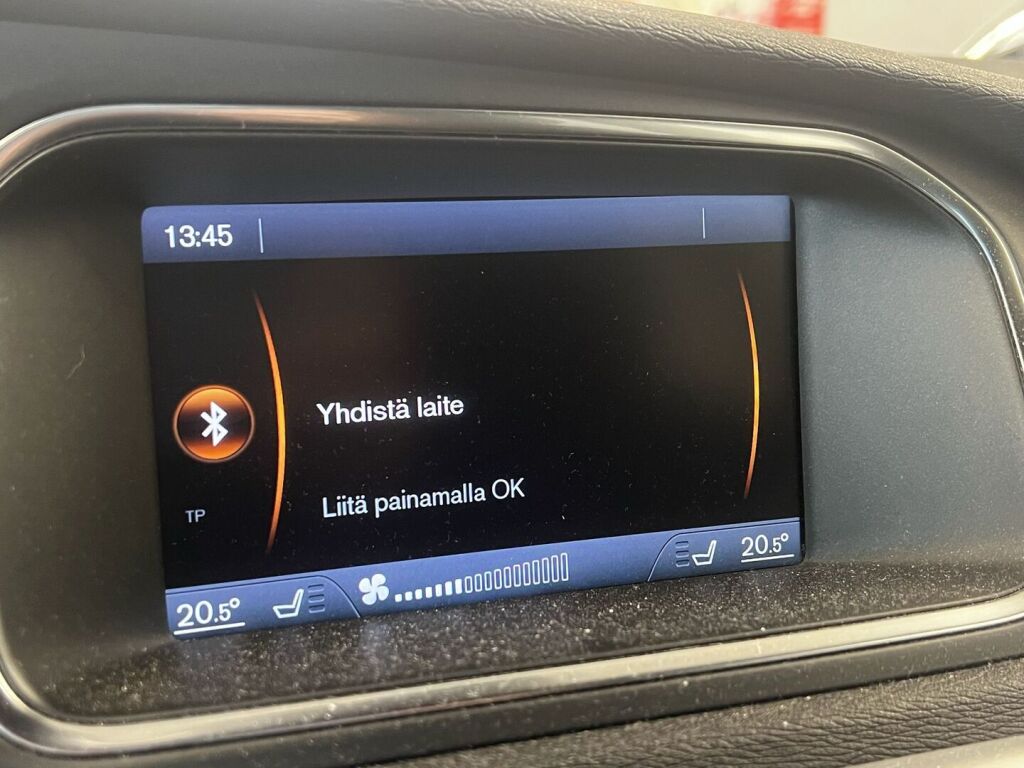 13:45
Yhdistä laite
TP
Liitä painamalla OK
20.5°
20.5°